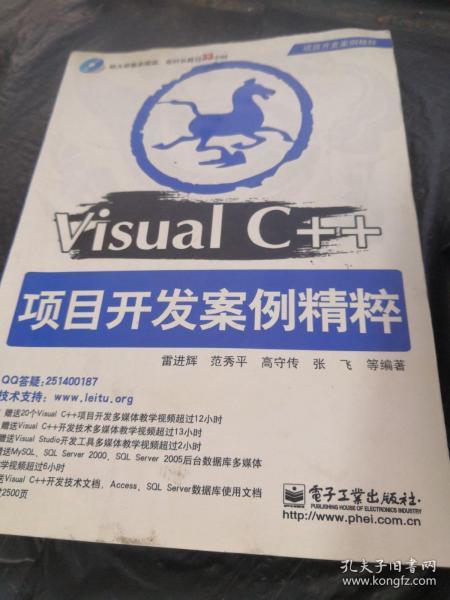 项目开发案例精粹
33
Visual C++
项目开发案例精粹
雷进辉 范秀平 高守传 张 飞 等编著
QQ答疑:251400187
技术支持:www.leitu.org
赠送20个Visual C++项目开发多媒体教学视频超过12小时
赠送Visual C++开发技术多媒体教学视频超过13小时
赠送Visual Studio开发工具多媒体教学视频超过2小时
赠送MySQL、SQL Server 2000、SQL Server 2005后台数据库多媒体
学视频超过6小时
送Visual C++开发技术文档、Access、SQL Server数据库使用文档
2500页
电子工业出版社
PUBLISHING HOUSE OF ELECTRONICS INDUSTRY
http://www.phei.com.cn
孔夫子旧书网
www.kongfz.com